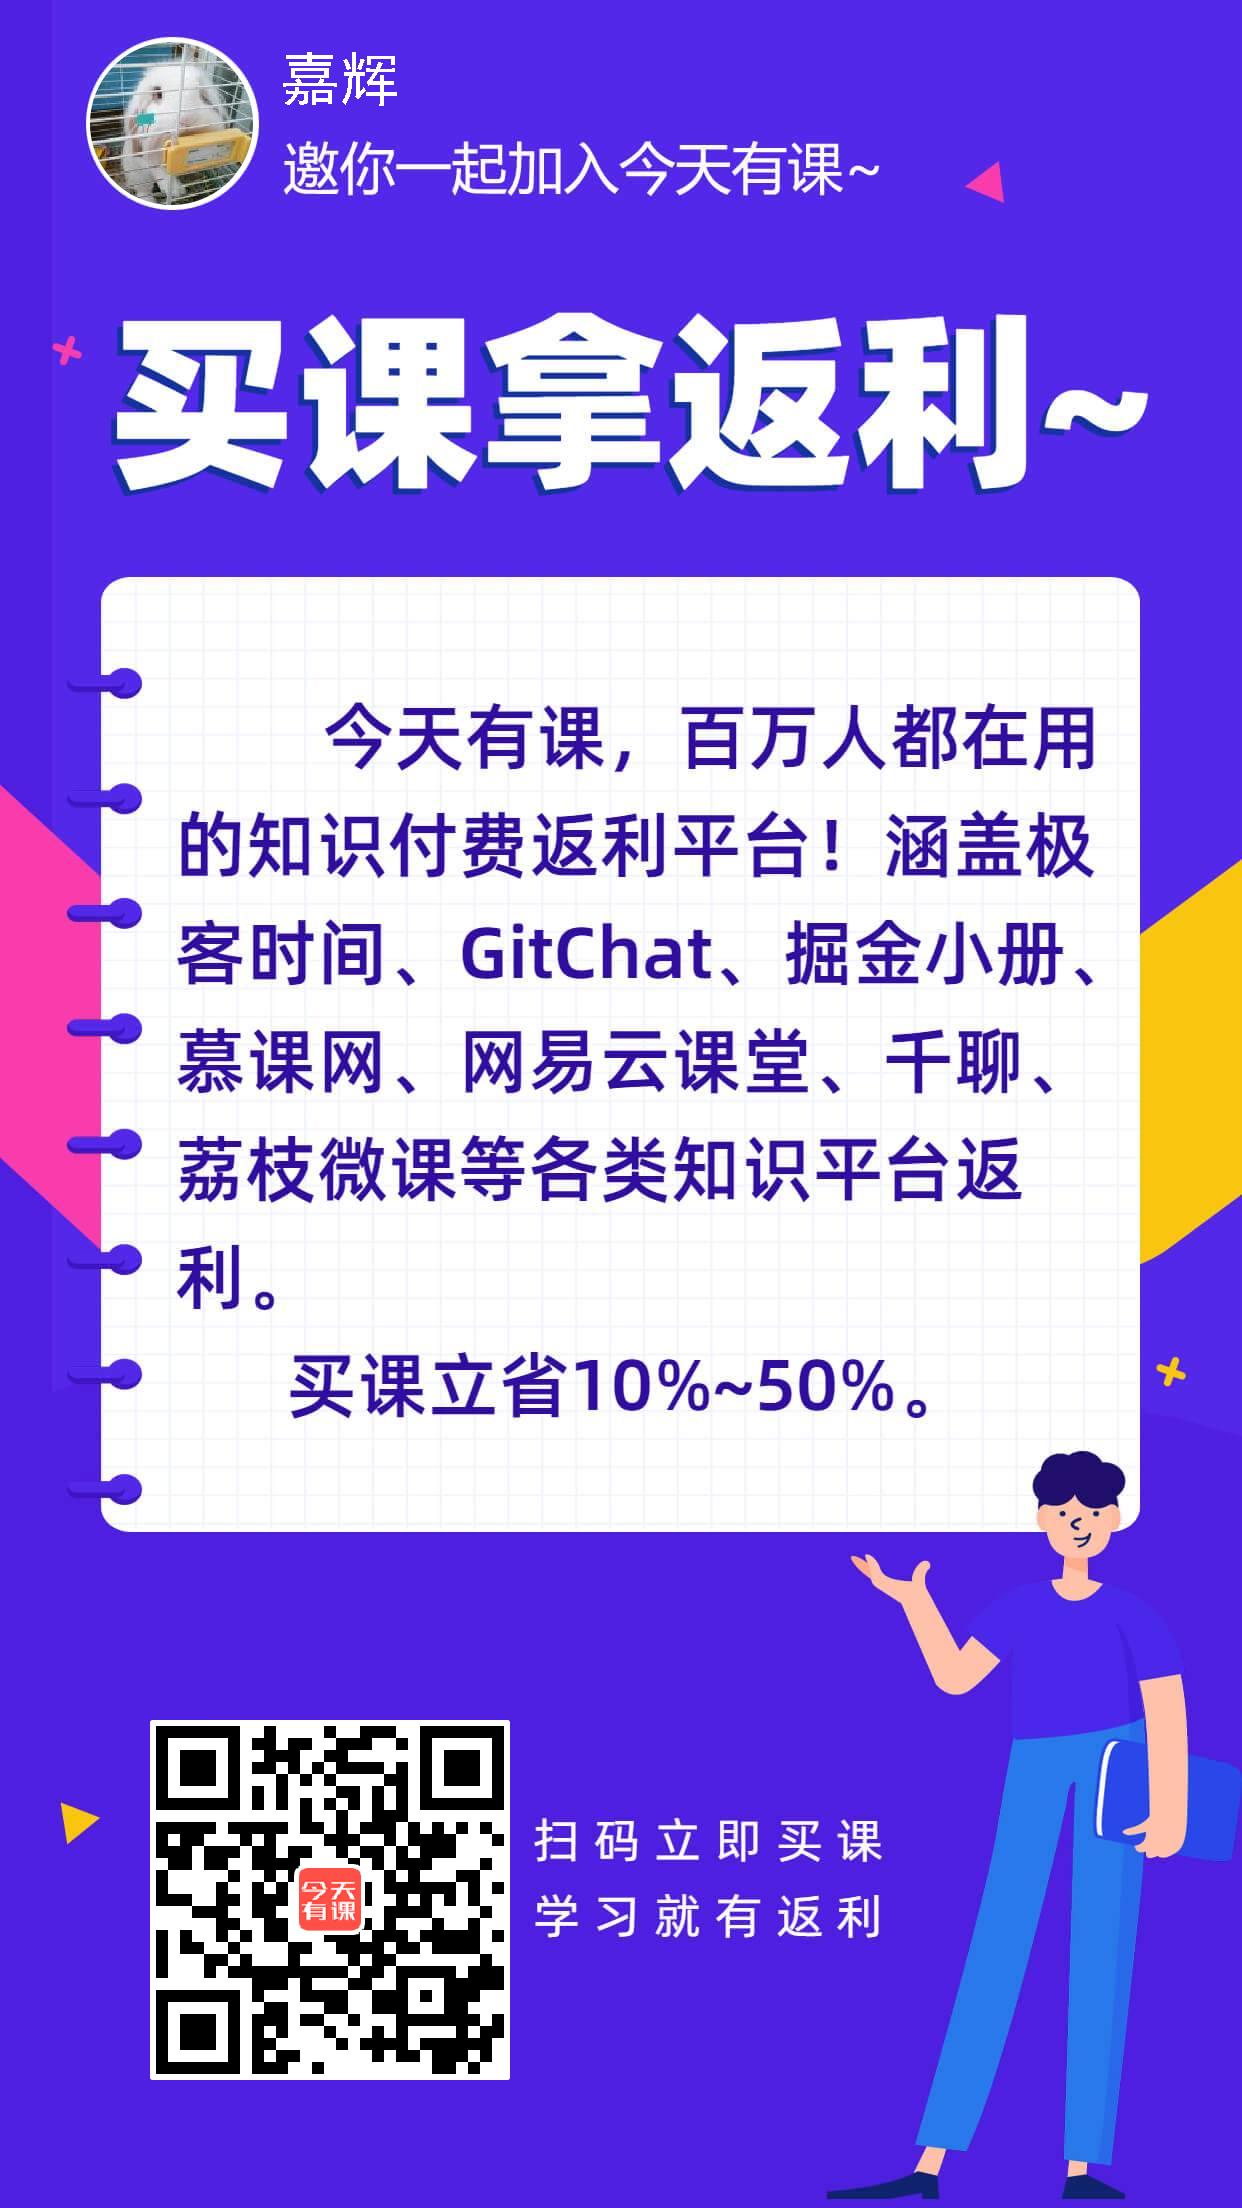 嘉辉
邀你一起加入今天有课~
买课拿返利~
今天有课，百万人都在用
的知识付费返利平台！涵盖极
客时间、GitChat、掘金小册、
慕课网、网易云课堂、千聊、
荔枝微课等各类知识平台返
利。
买课立省10%~50%。
扫码立即买课
学习就有返利
今天
有课